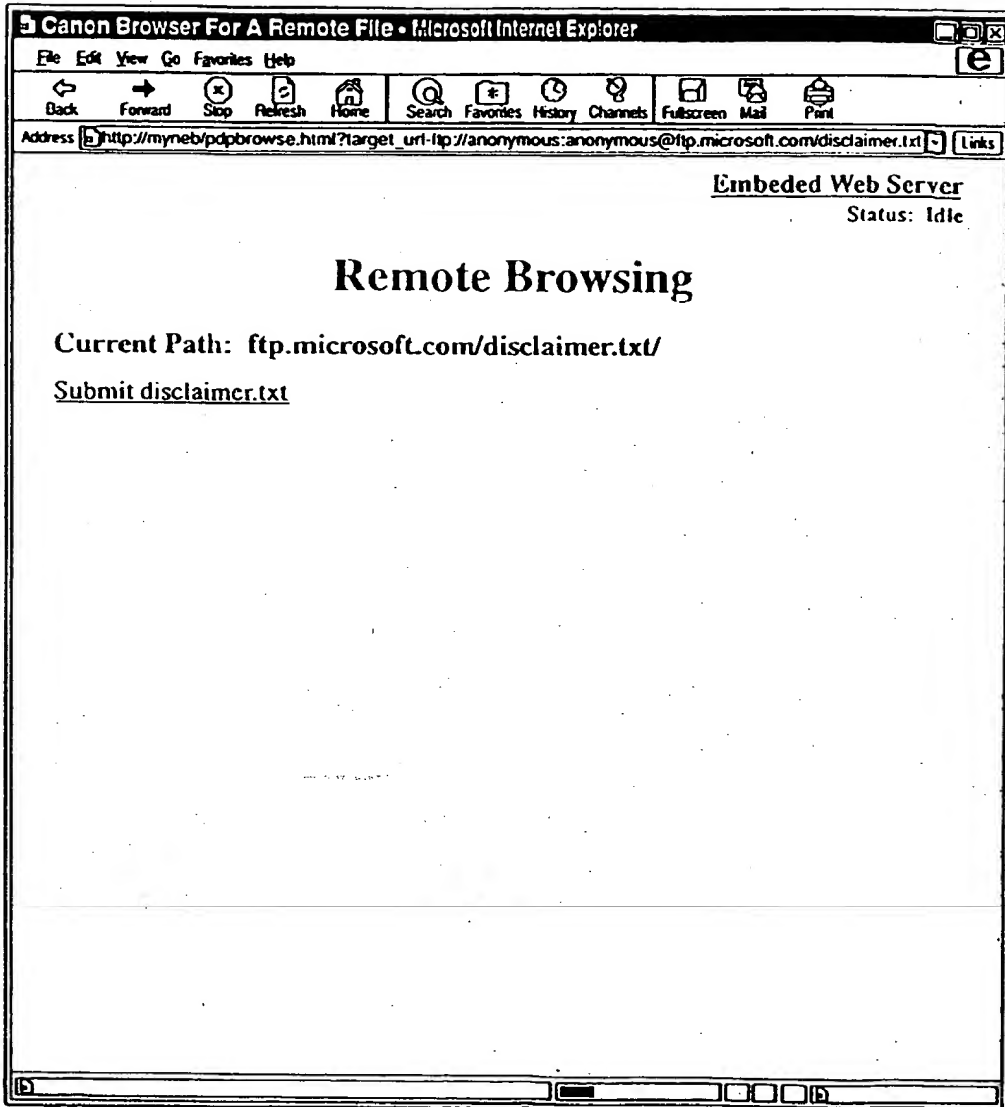 Canon Browser For A Remote File • Microsoft Internet Explorer
File Edit View Go Favorites Help
Back Forward Stop Refresh Home Search Favorites History Channels Fullscreen Mail Print
Address http://myneb/pdpbrowse.html?target_url-ftp://anonymous:anonymous@ftp.microsoft.com/disclaimer.txt Links
Embeded Web Server
Status: Idle
Remote Browsing
Current Path: ftp.microsoft.com/disclaimer.txt/
Submit disclaimer.txt